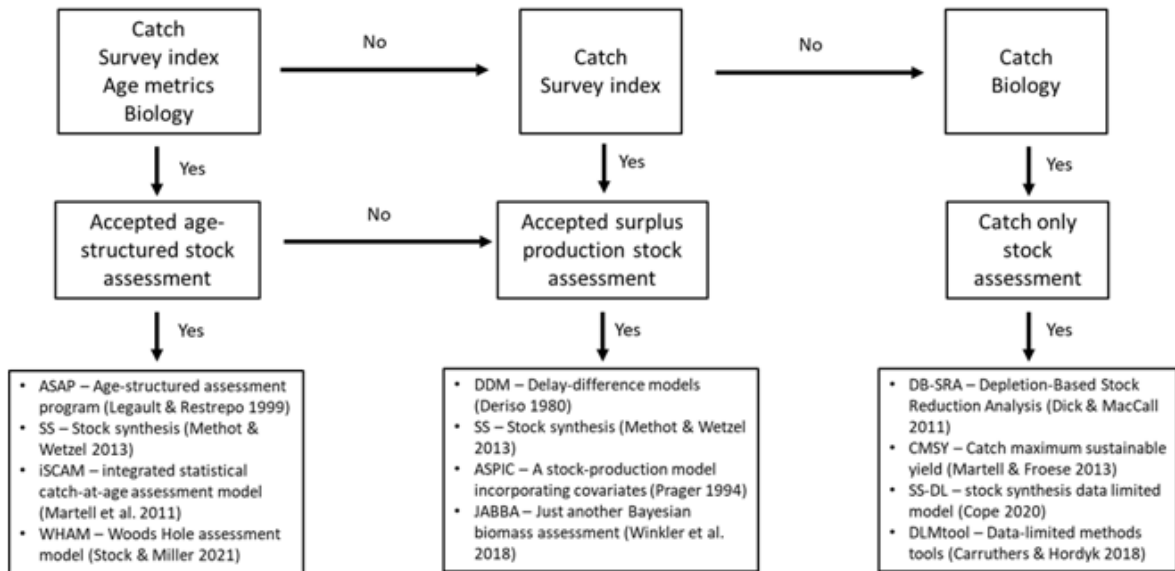 Catch
Survey index
Age metrics
Biology
No
Catch
Survey index
No
Catch
Biology
Yes
Yes
Yes
Accepted age-
structured stock
assessment
No
Accepted surplus
production stock
assessment
Catch only
stock
assessment
Yes
Yes
Yes
• ASAP – Age-structured assessment
program (Legault & Restrepo 1999)
• SS – Stock synthesis (Methot &
Wetzel 2013)
• iSCAM – integrated statistical
catch-at-age assessment model
(Martell et al. 2011)
• WHAM – Woods Hole assessment
model (Stock & Miller 2021)
• DDM – Delay-difference models
(Deriso 1980)
• SS – Stock synthesis (Methot & Wetzel
2013)
• ASPIC – A stock-production model
incorporating covariates (Prager 1994)
• JABBA – Just another Bayesian
biomass assessment (Winkler et al.
2018)
• DB-SRA – Depletion-Based Stock
Reduction Analysis (Dick & MacCall
2011)
• CMSY – Catch maximum sustainable
yield (Martell & Froese 2013)
• SS-DL – stock synthesis data limited
model (Cope 2020)
• DLMtool – Data-limited methods
tools (Carruthers & Hordyk 2018)